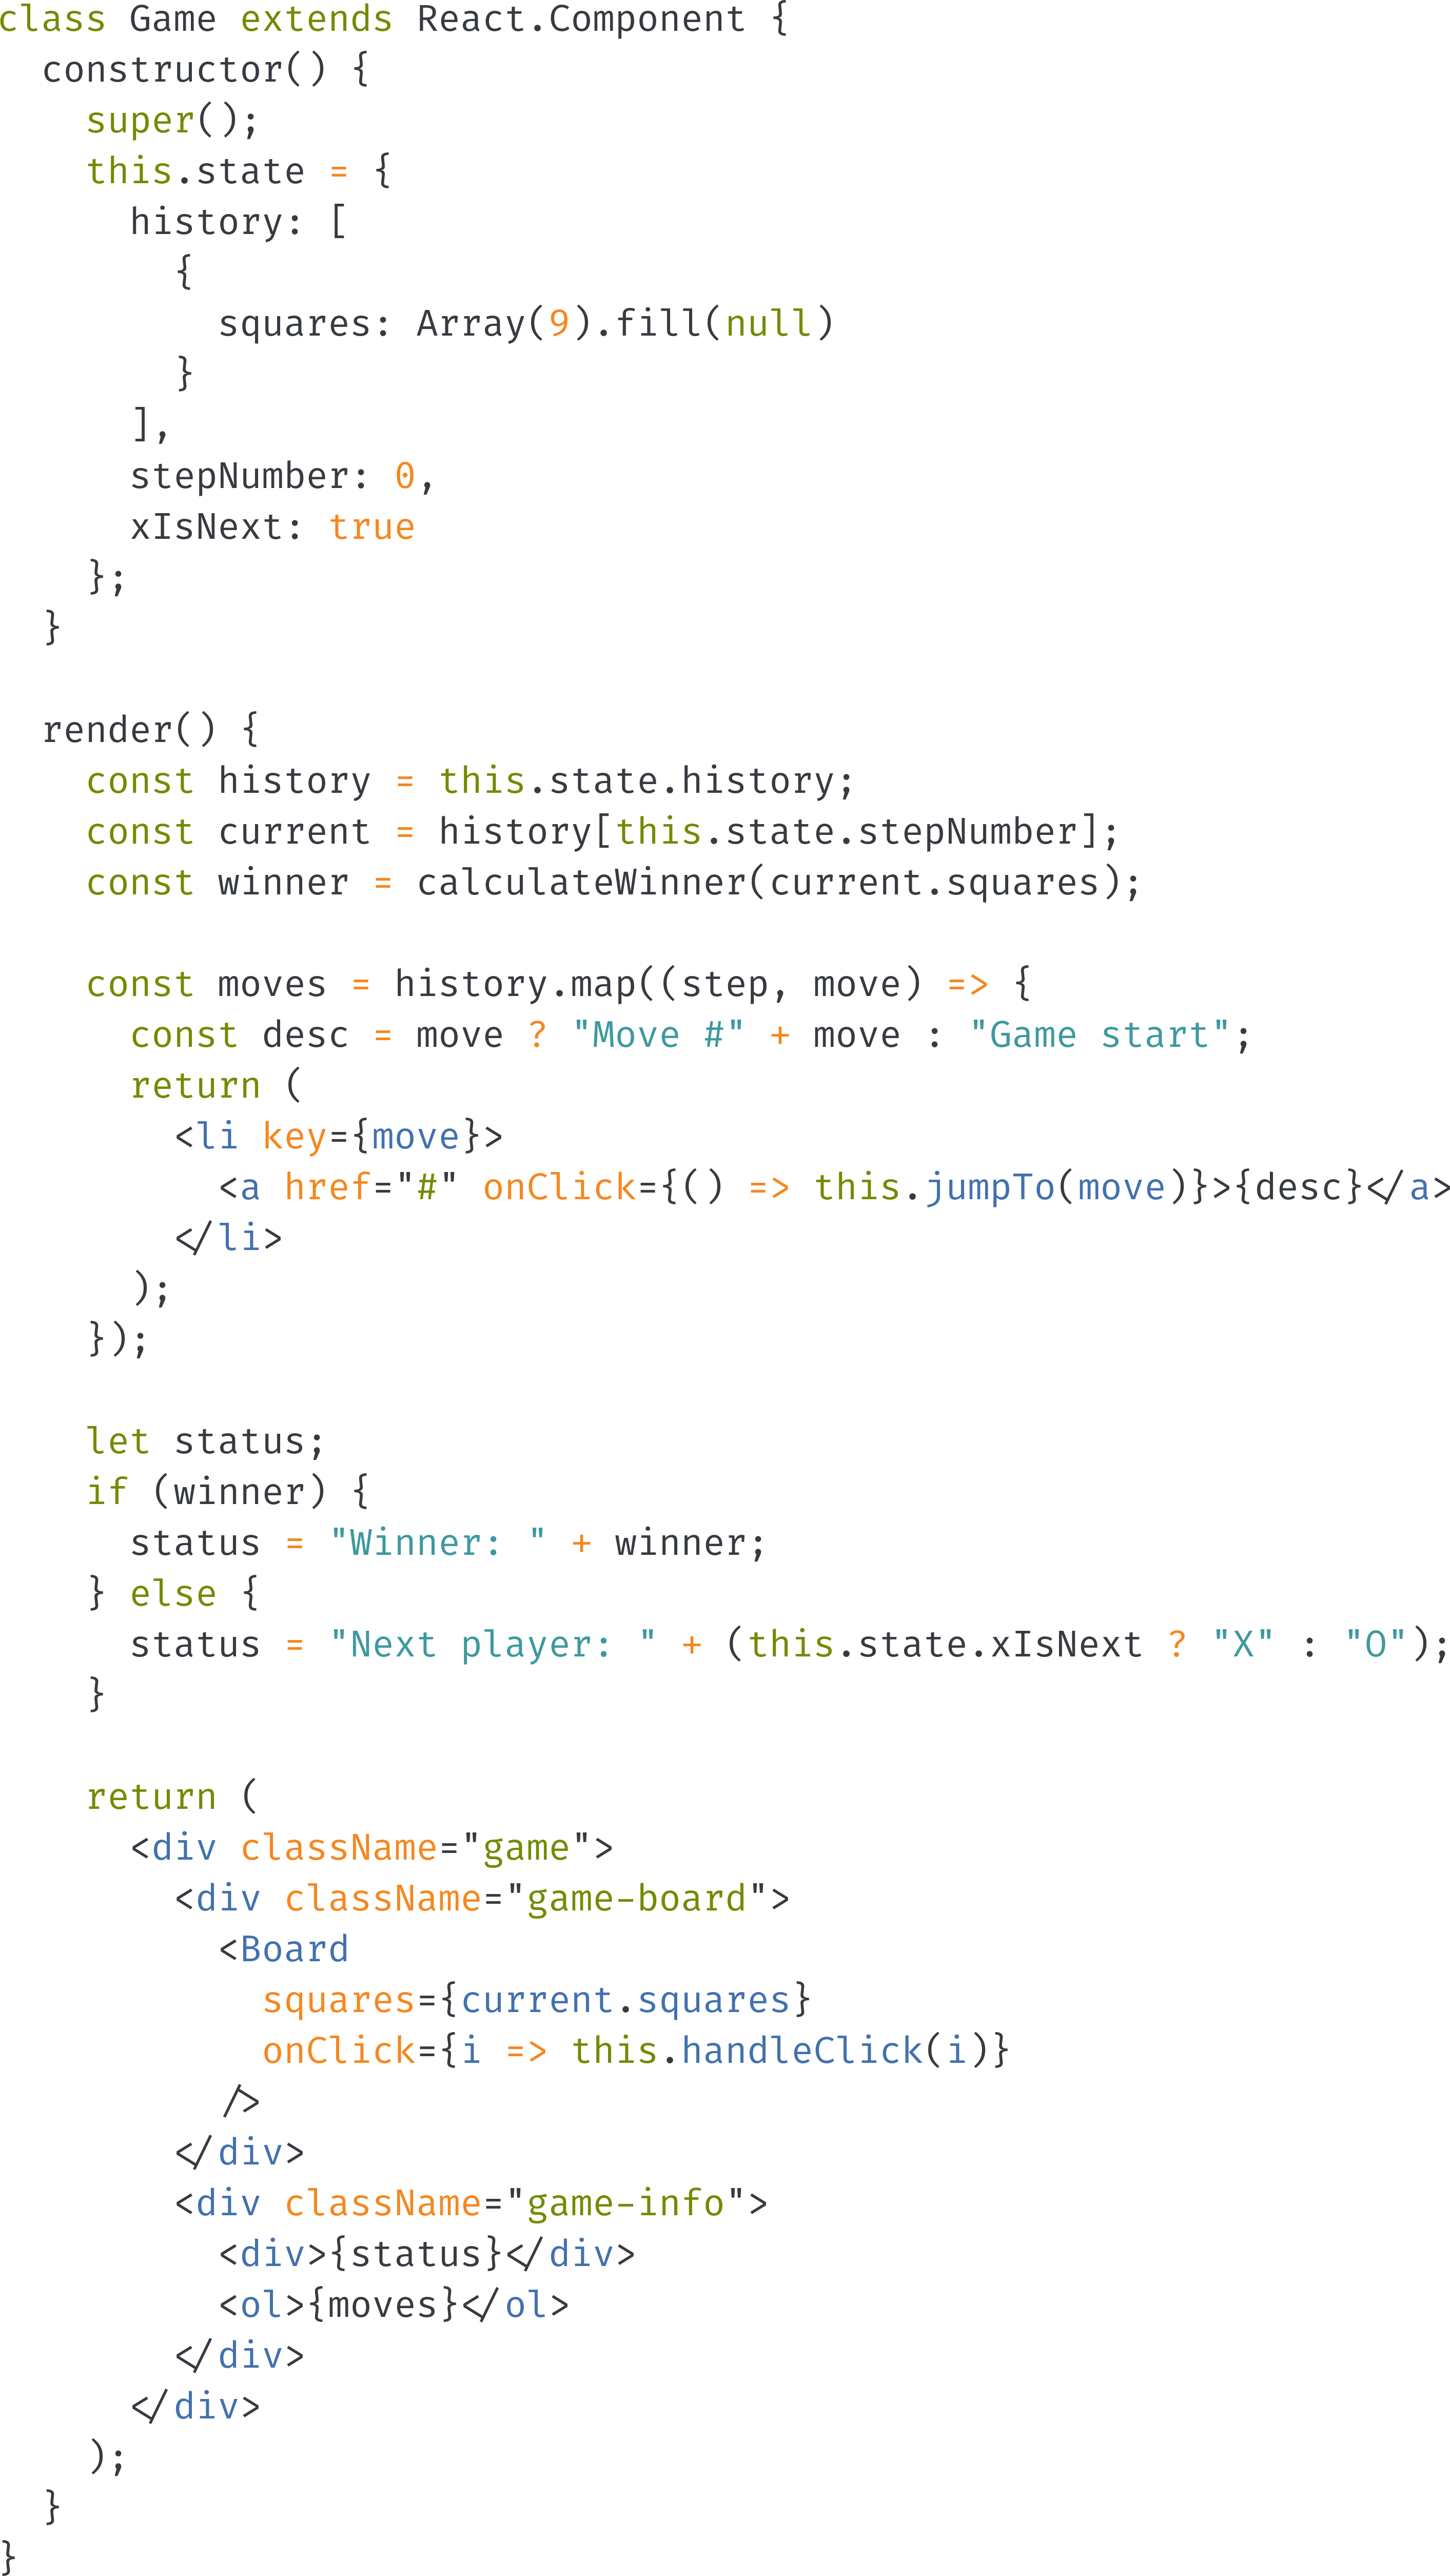 class Game extends React.Component {
  constructor() {
    super();
    this.state = {
      history: [
        {
          squares: Array(9).fill(null)
        }
      ],
      stepNumber: 0,
      xIsNext: true
    };
  }

  render() {
    const history = this.state.history;
    const current = history[this.state.stepNumber];
    const winner = calculateWinner(current.squares);

    const moves = history.map((step, move) => {
      const desc = move ? "Move #" + move : "Game start";
      return (
        <li key={move}>
          <a href="#" onClick={() => this.jumpTo(move)}>{desc}</a>
        </li>
      );
    });

    let status;
    if (winner) {
      status = "Winner: " + winner;
    } else {
      status = "Next player: " + (this.state.xIsNext ? "X" : "O");
    }

    return (
      <div className="game">
        <div className="game-board">
          <Board
            squares={current.squares}
            onClick={i => this.handleClick(i)}
          />
        </div>
        <div className="game-info">
          <div>{status}</div>
          <ol>{moves}</ol>
        </div>
      </div>
    );
  }
}